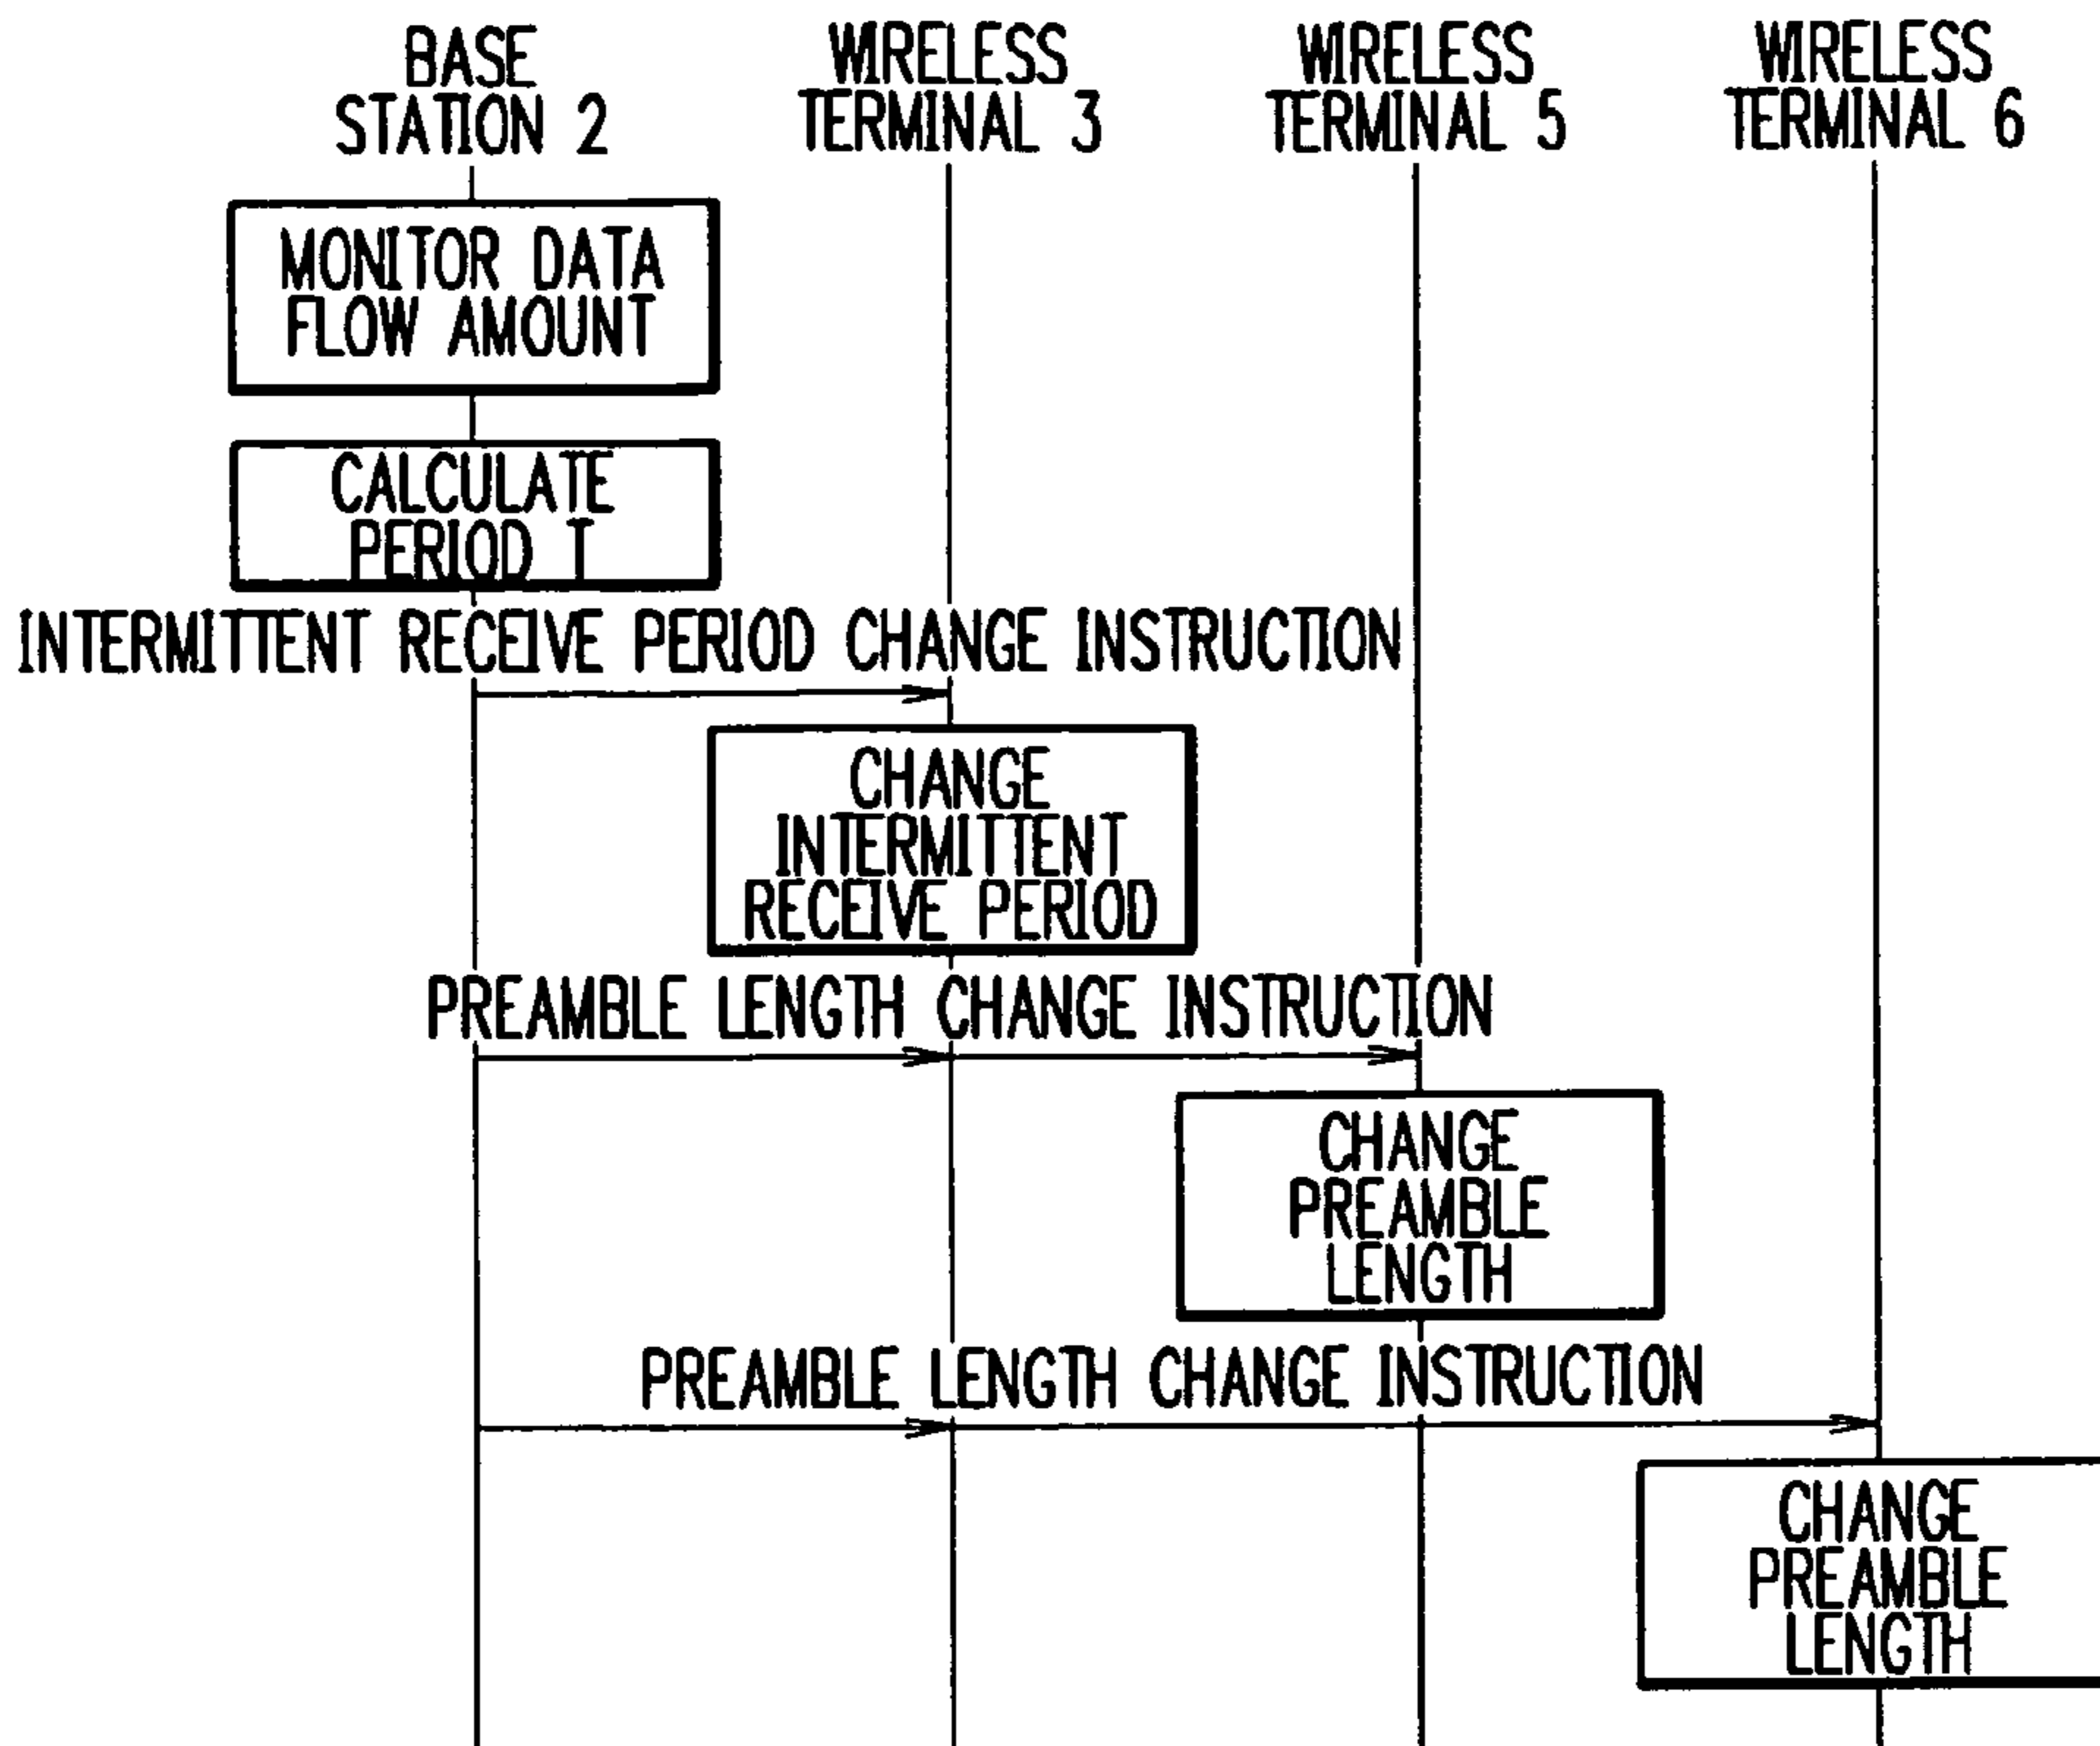 BASE
STATION 2
WIRELESS
TERMINAL 3
WIRELESS
TERMINAL 5
WIRELESS
TERMINAL 6
MONITOR DATA
FLOW AMOUNT
CALCULATE
PERIOD T
INTERMITTENT RECEIVE PERIOD CHANGE INSTRUCTION
CHANGE
INTERMITTENT
RECEIVE PERIOD
PREAMBLE LENGTH CHANGE INSTRUCTION
CHANGE
PREAMBLE
LENGTH
PREAMBLE LENGTH CHANGE INSTRUCTION
CHANGE
PREAMBLE
LENGTH